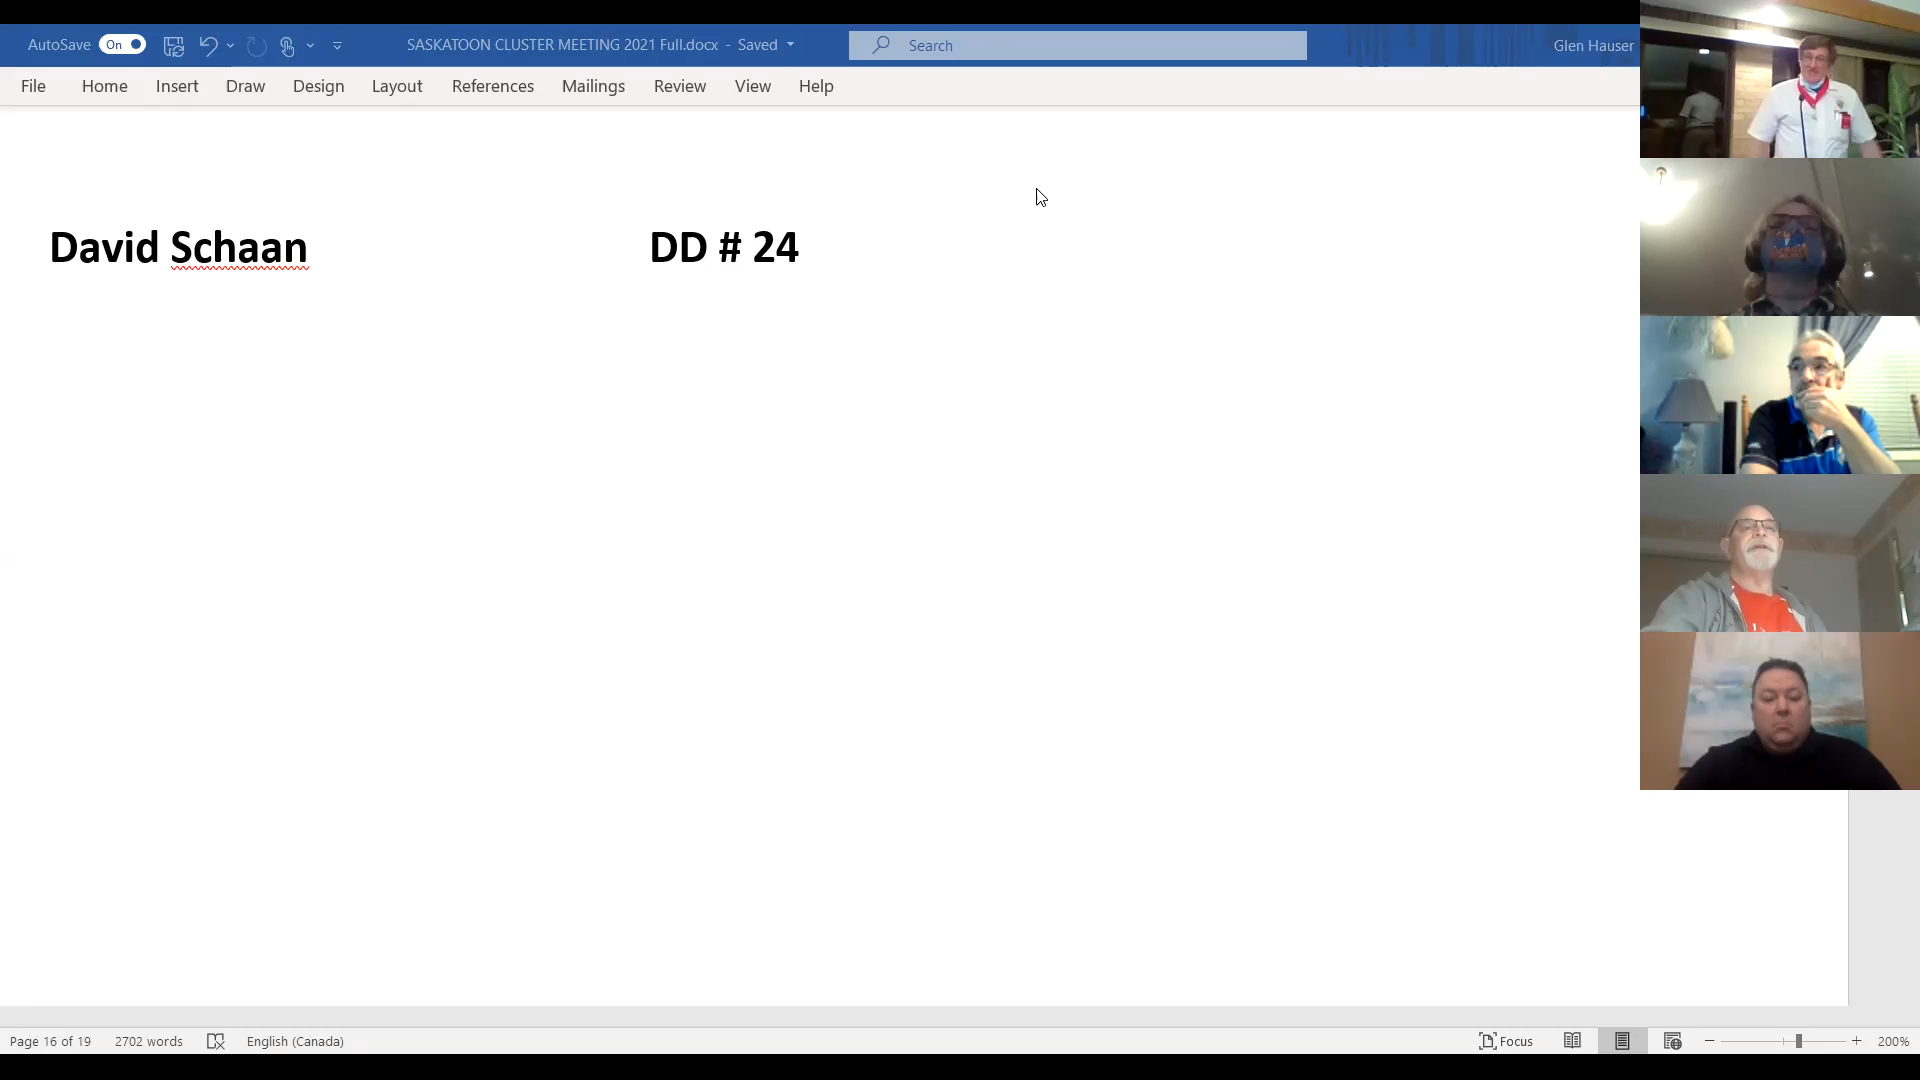 AutoSave On SASKATOON CLUSTER MEETING 2021 Full.docx - Saved Search Glen Hauser
File Home Insert Draw Design Layout References Mailings Review View Help
David Schaan DD # 24
Page 16 of 19 2702 words English (Canada) Focus 200%